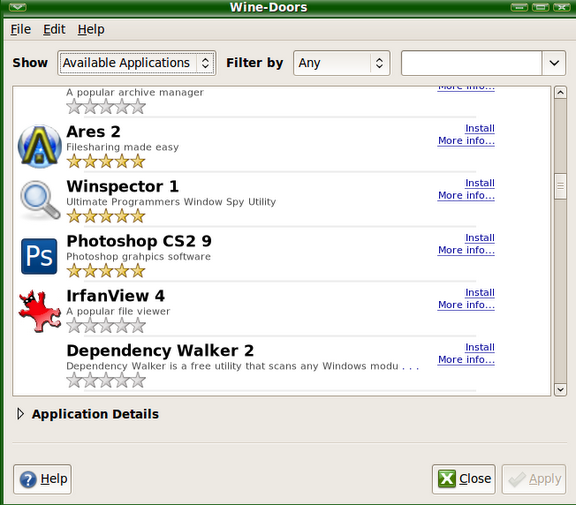 Wine-Doors
File Edit Help
Show Available Applications Filter by Any
More info...
A popular archive manager
Ares 2
Install
Filesharing made easy
More info...
Winspector 1
Install
Ultimate Programmers Window Spy Utility
More info...
Ps
Photoshop CS2 9
Install
Photoshop grahpics software
More info...
IrfanView 4
Install
A popular file viewer
More info...
Dependency Walker 2
Install
Dependency Walker is a free utility that scans any Windows modu . . .
More info...
Application Details
Help Close Apply